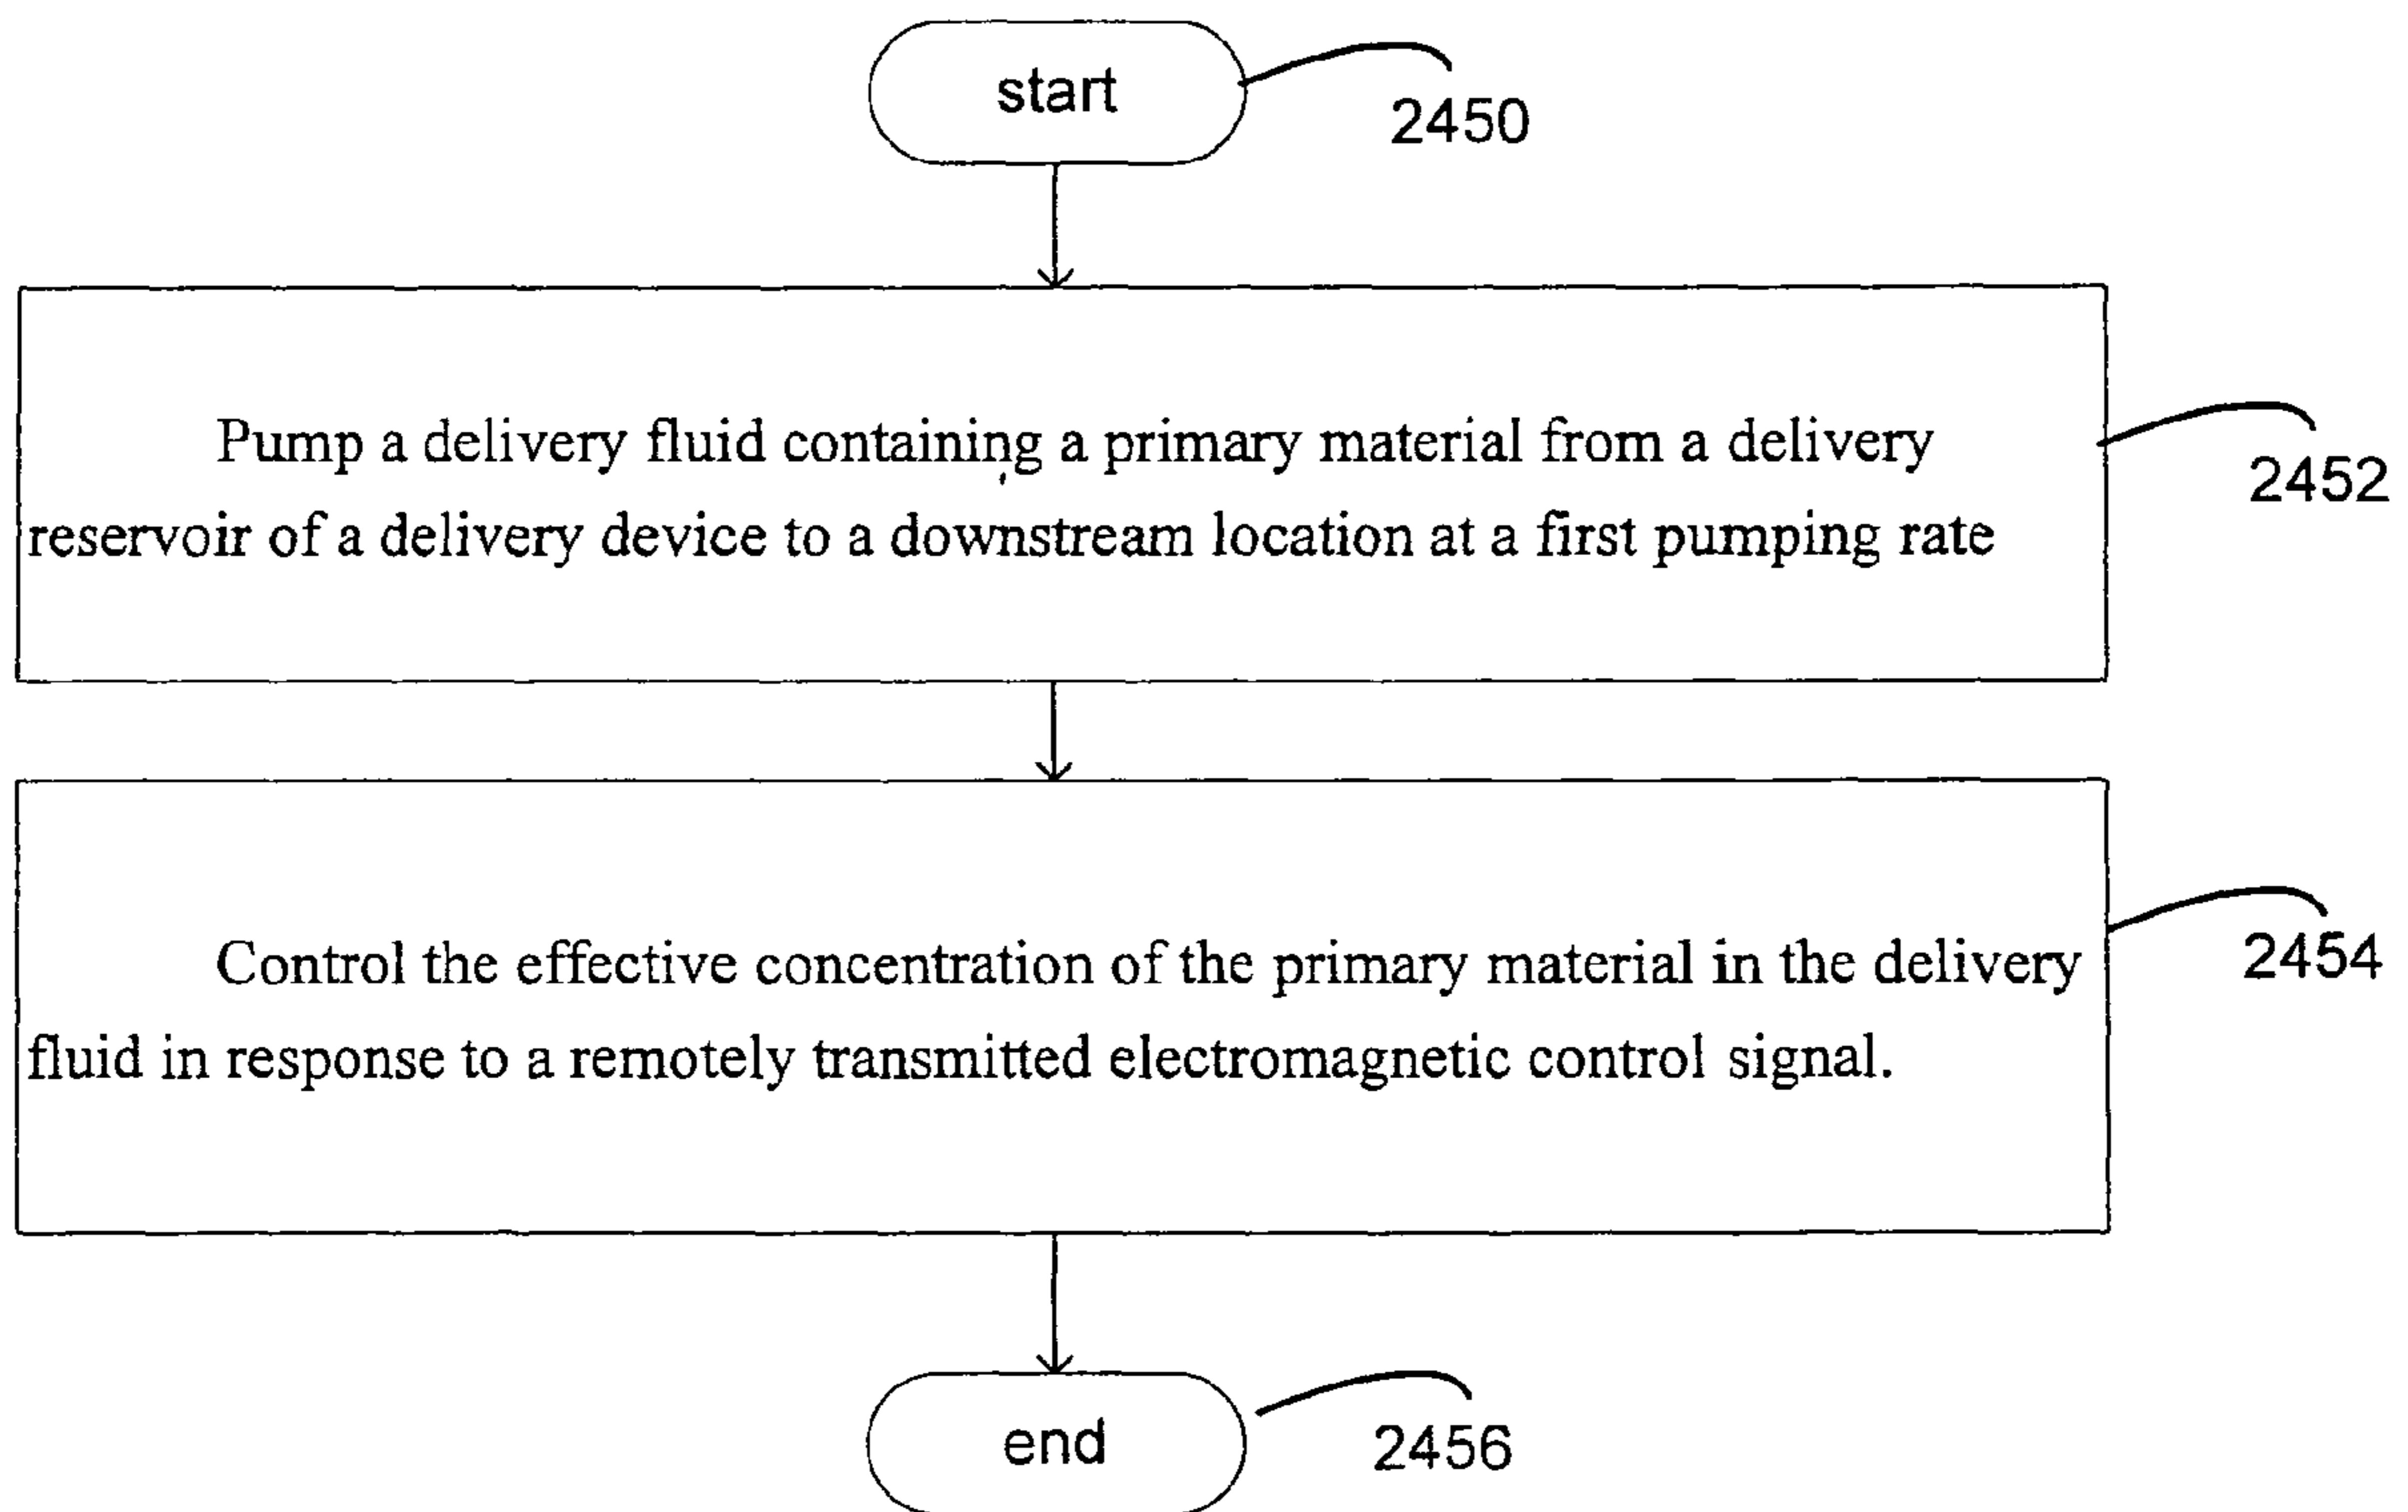 start
2450
Pump a delivery fluid containing a primary material from a delivery
reservoir of a delivery device to a downstream location at a first pumping rate
2452
Control the effective concentration of the primary material in the delivery
fluid in response to a remotely transmitted electromagnetic control signal.
2454
end
2456